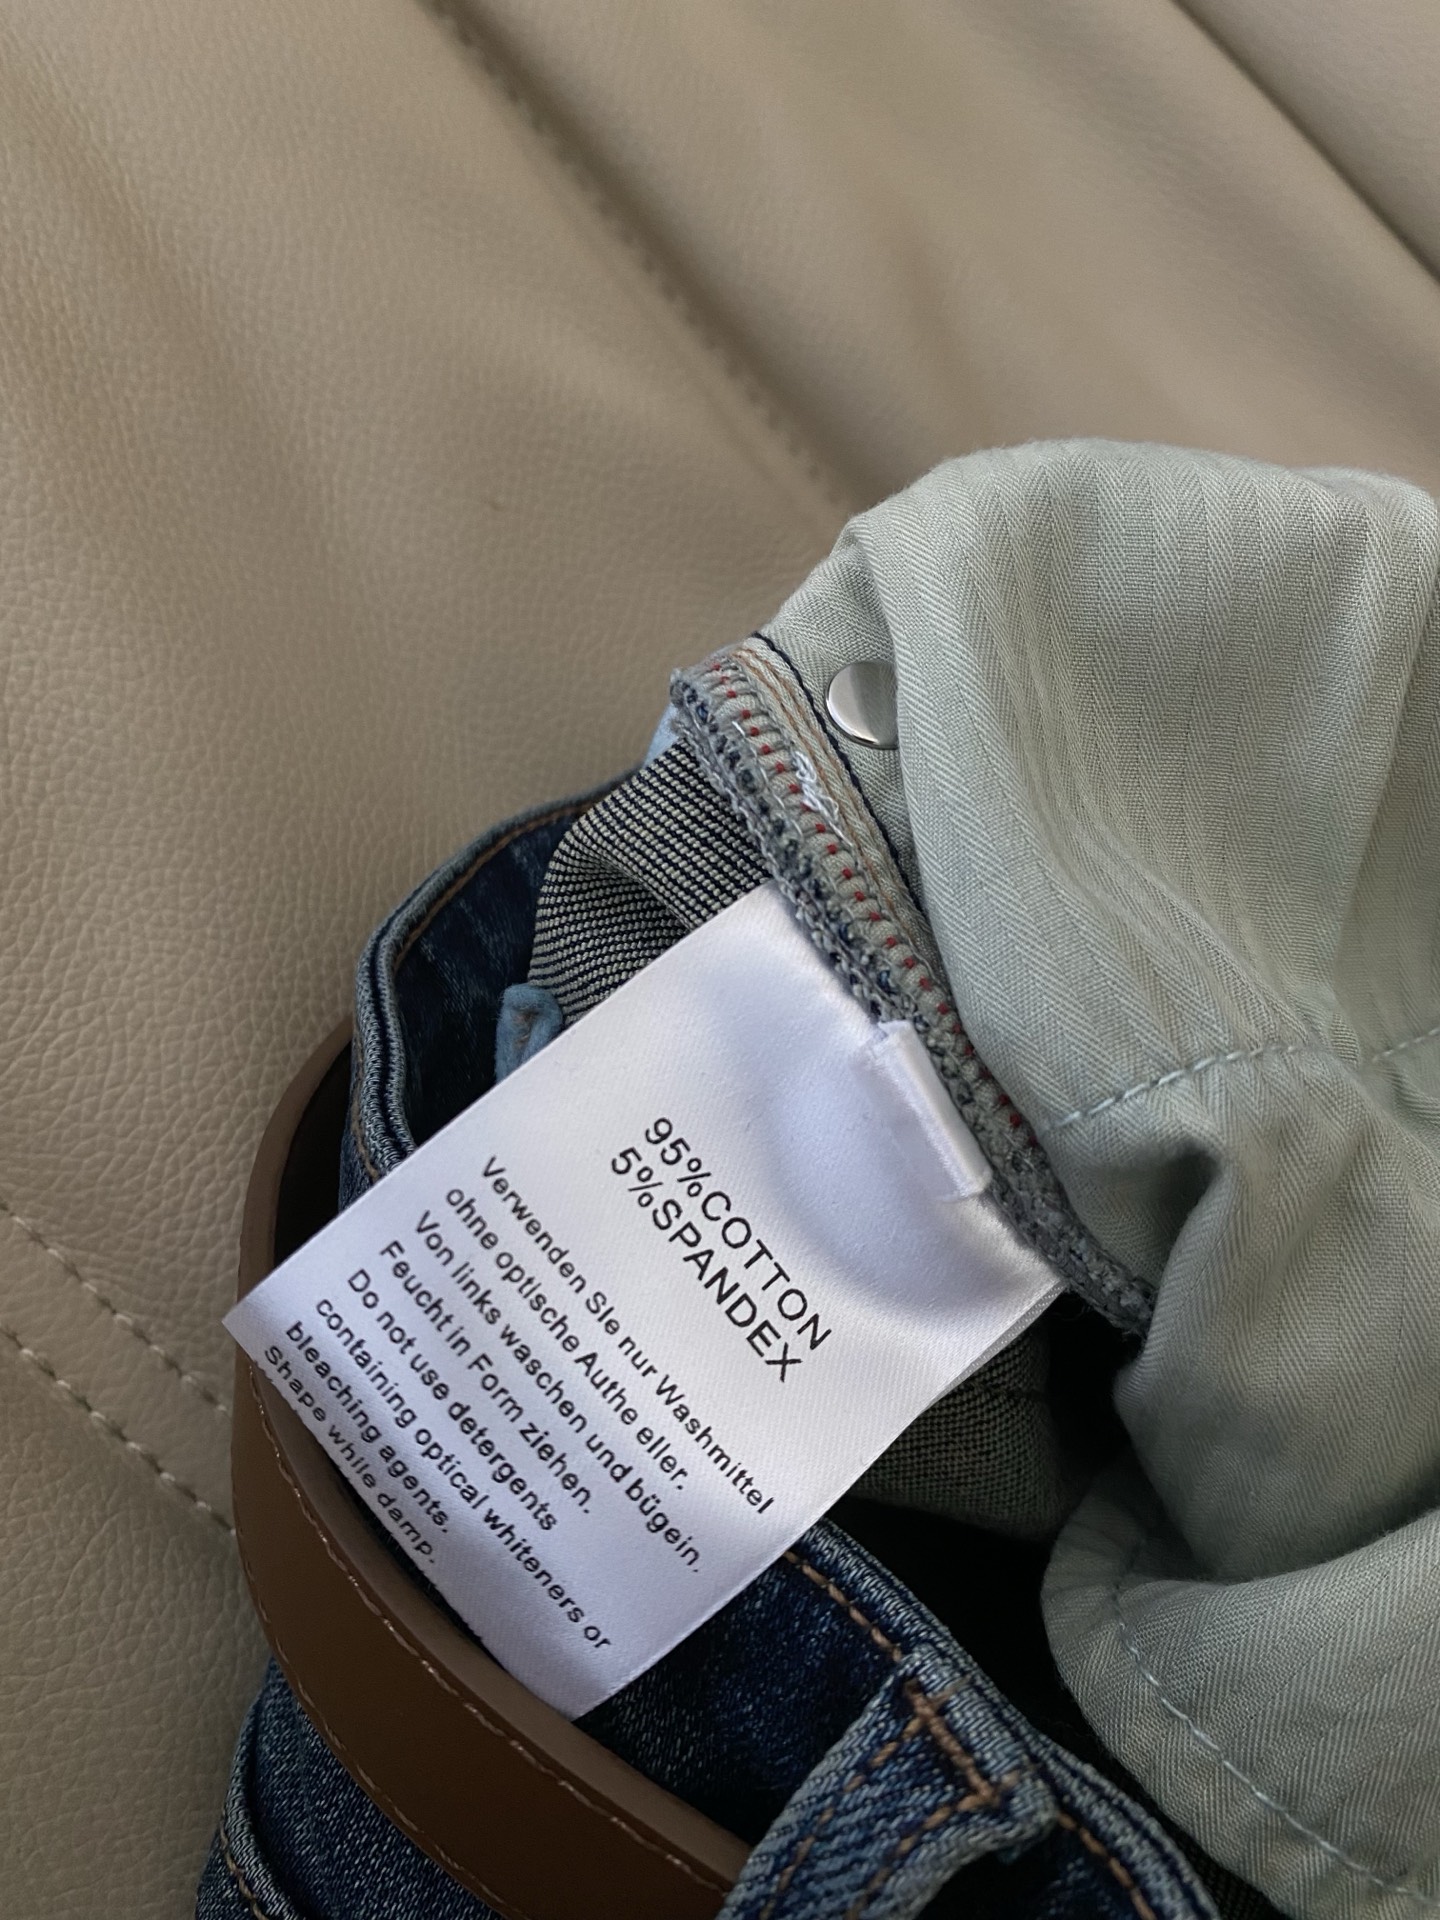 95%COTTON
5%SPANDEX
Verwenden SIe nur Washmittel
ohne optische Authe eller.
Von links waschen und bügein.
Feucht in Form ziehen.
Do not use detergents
containing optical whiteners or
bleaching agents.
Shape while damp.